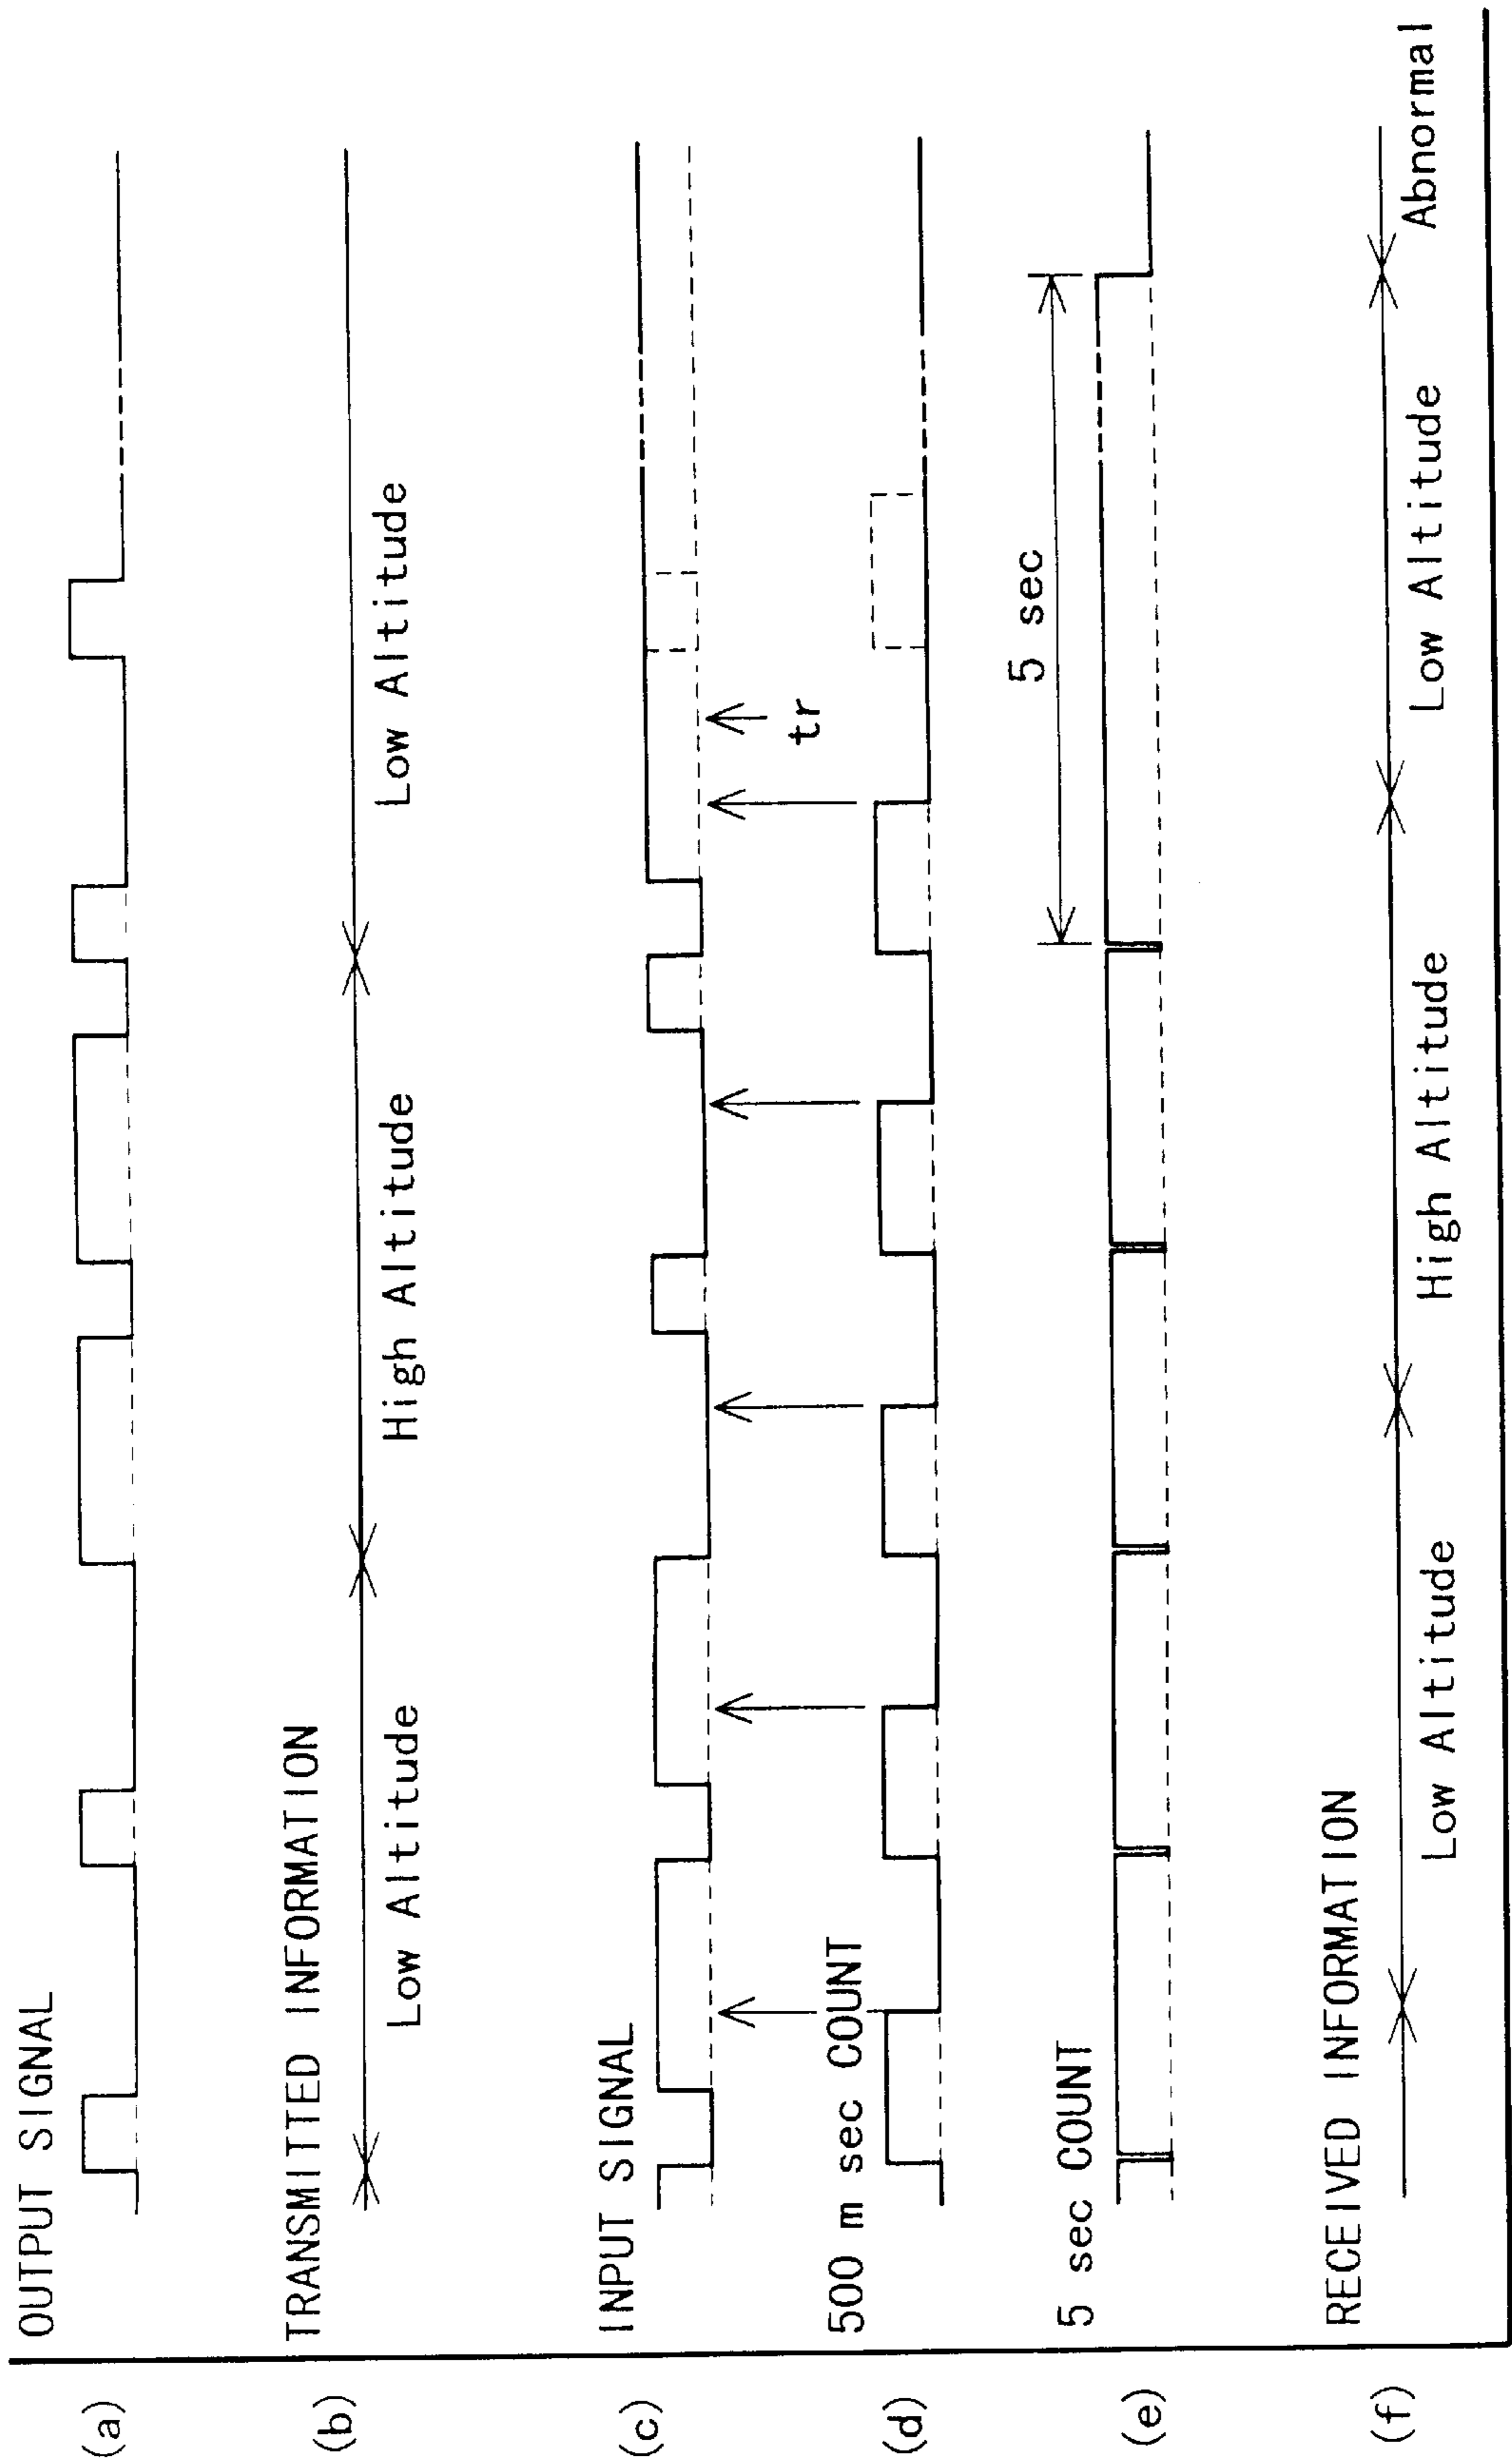 (a)
OUTPUT SIGNAL
(b)
TRANSMITTED INFORMATION
Low Altitude
High Altitude
Low Altitude
(c)
INPUT SIGNAL
tr
(d)
500 m sec COUNT
(e)
5 sec COUNT
5 sec
(f)
RECEIVED INFORMATION
Low Altitude
High Altitude
Low Altitude
Abnormal